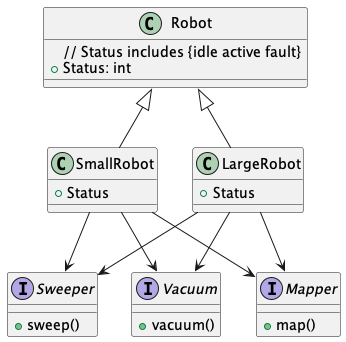 C Robot
// Status includes {idle active fault}
Status: int
C SmallRobot
Status
C LargeRobot
Status
I Sweeper
sweep()
I Vacuum
vacuum()
I Mapper
map()